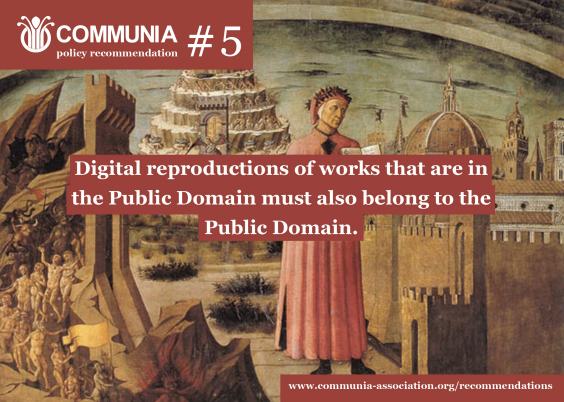 COMMUNIA
policy recommendation
#5
Digital reproductions of works that are in
the Public Domain must also belong to the
Public Domain.
www.communia-association.org/recommendations